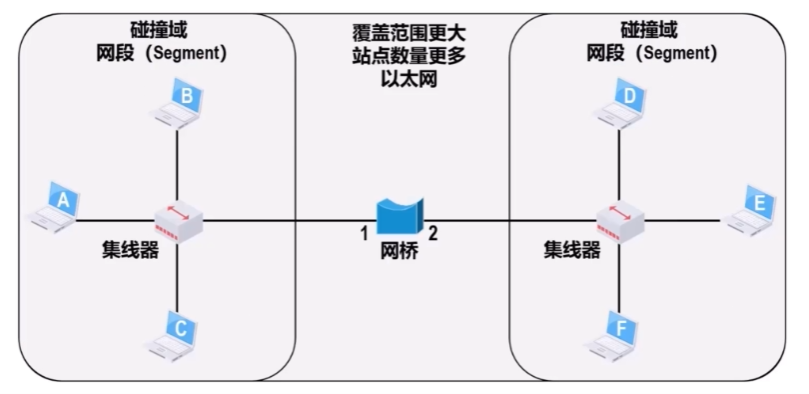 碰撞域
网段（Segment）
覆盖范围更大
站点数量更多
以太网
碰撞域
网段（Segment）
B
D
A
E
集线器
1
2
网桥
集线器
C
F